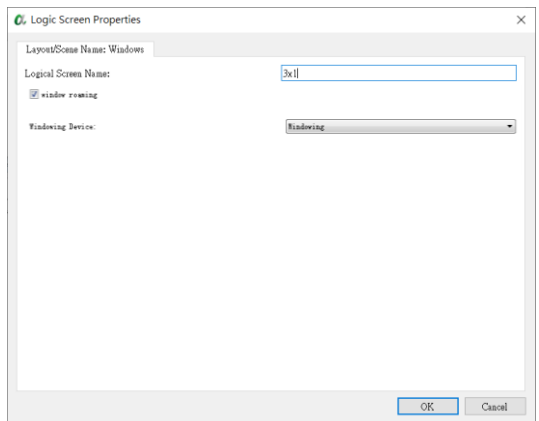 Logic Screen Properties
Layout/Scene Name: Windows
Logical Screen Name:
3x1
window roaming
Windowing Device:
Windowing
OK
Cancel